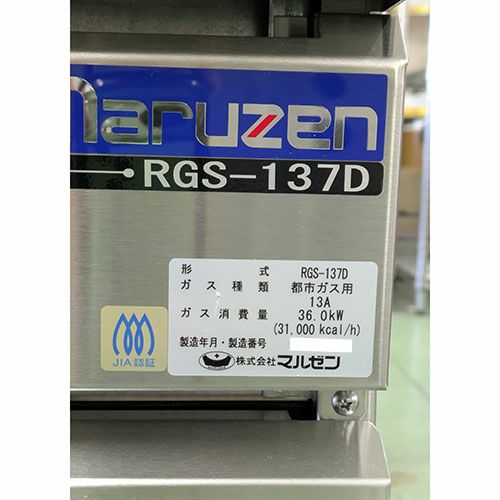 maruzen
RGS-137D
形 式 RGS-137D
ガス種類 都市ガス用
13A
ガス消費量 36.0kW
(31,000 kcal/h)
製造年月・製造番号
株式会社 マルゼン
JIA認証